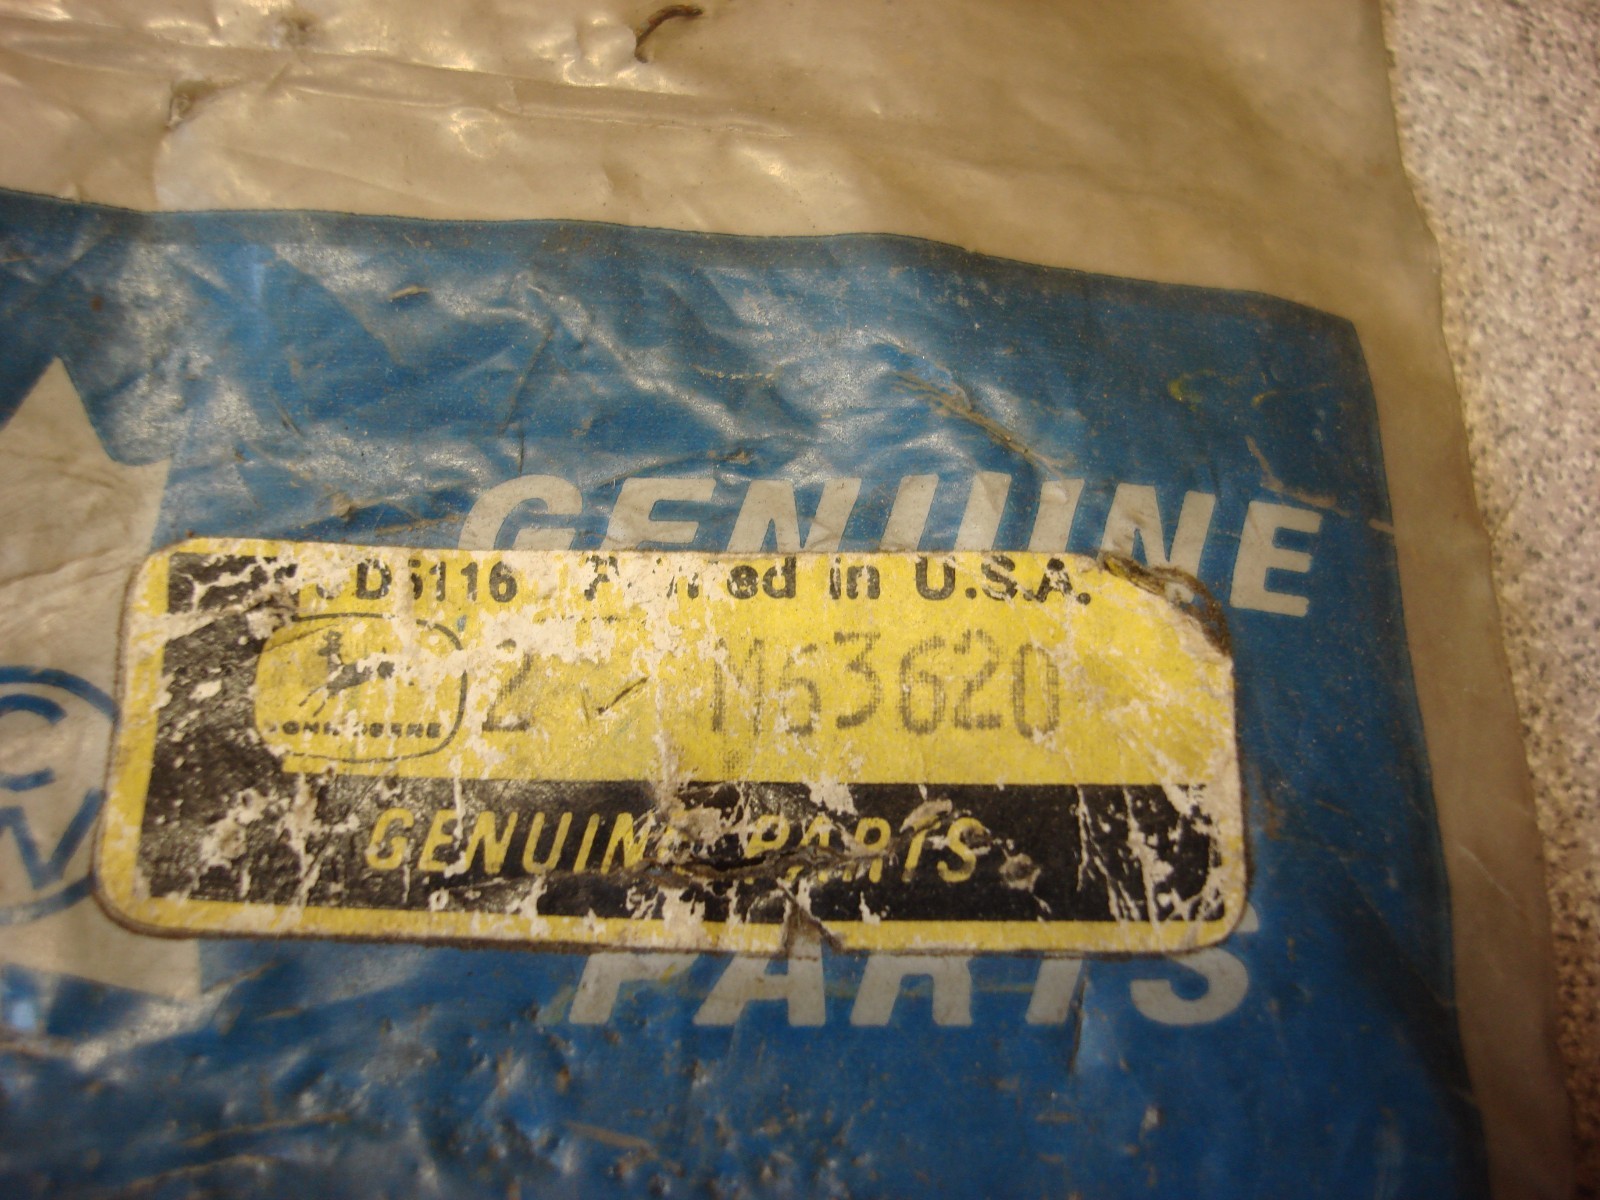 GENUINE
JD5116 Printed in U.S.A.
2 M63620
JOHN DEERE
GENUINE PARTS
PARTS
C
W